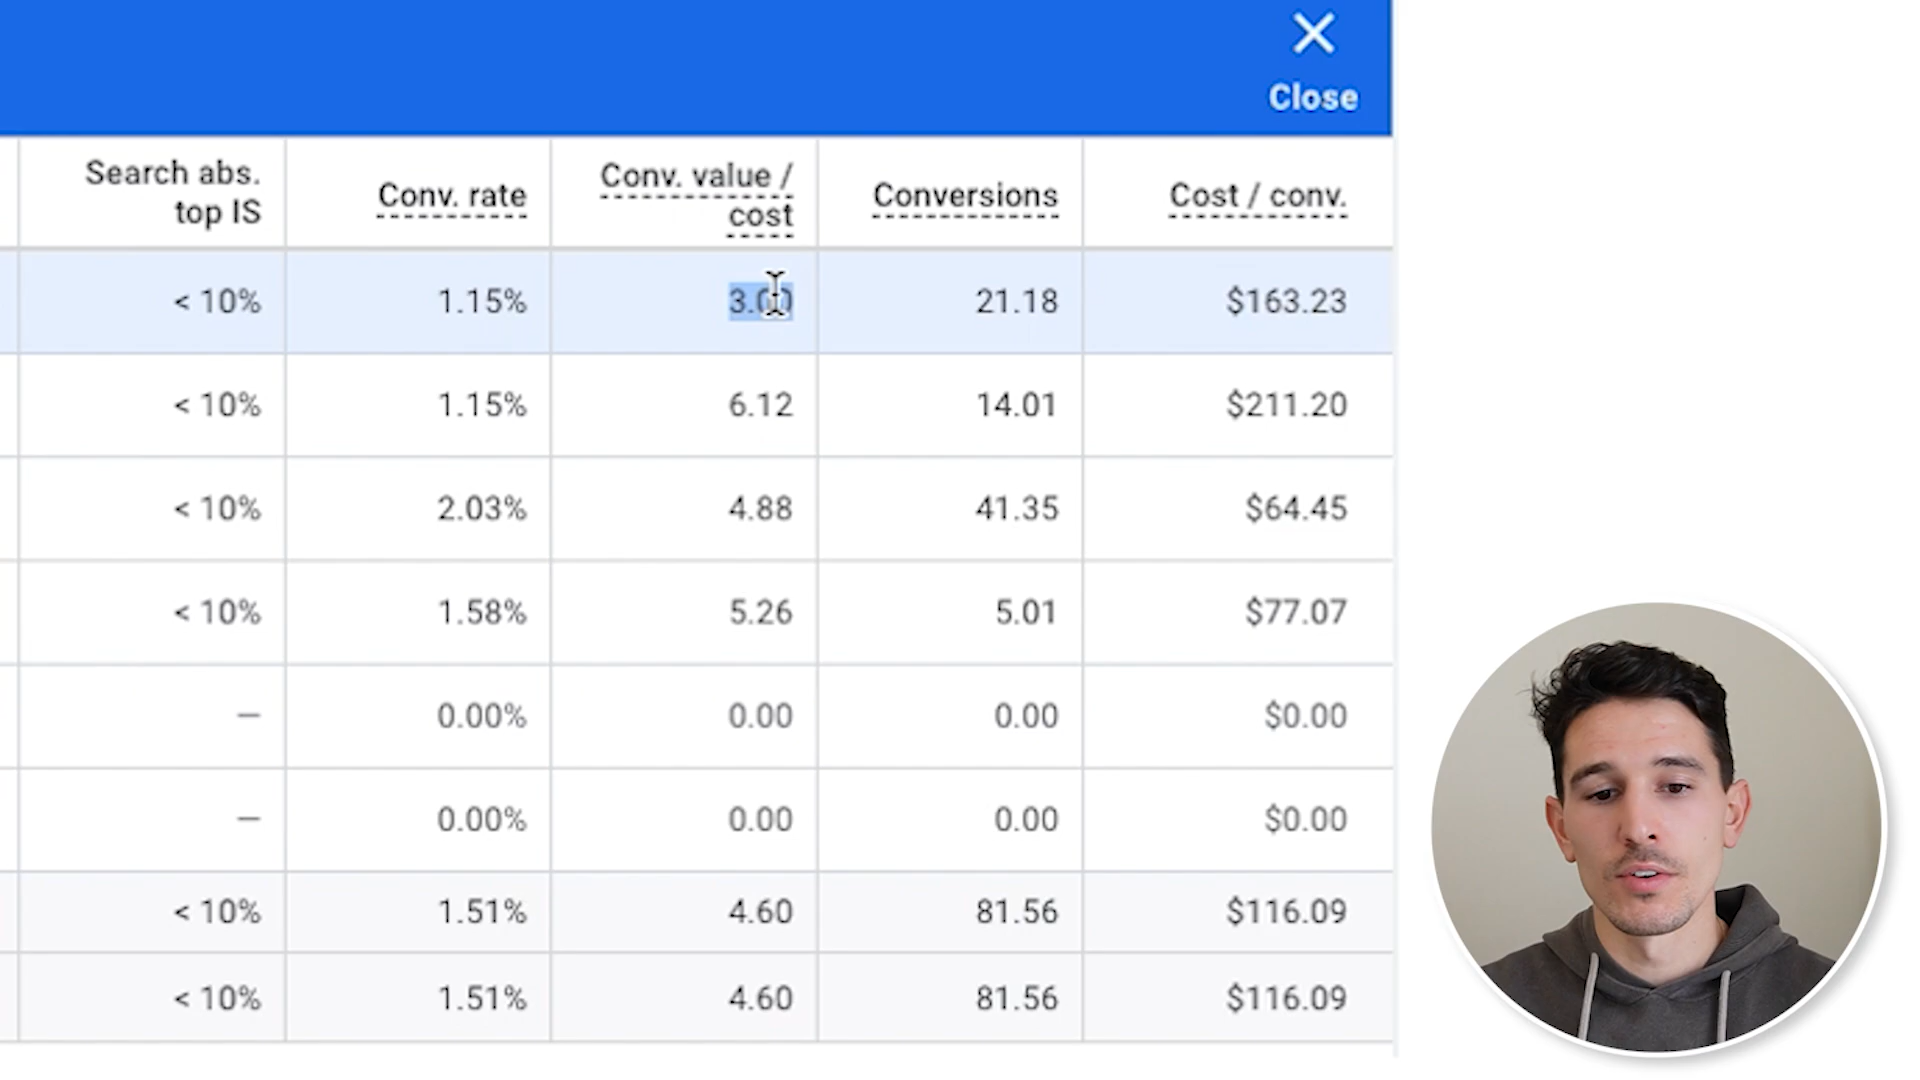 Close
Search abs. top IS Conv. rate Conv. value / cost Conversions Cost / conv.
< 10% 1.15% 3.00 21.18 $163.23
< 10% 1.15% 6.12 14.01 $211.20
< 10% 2.03% 4.88 41.35 $64.45
< 10% 1.58% 5.26 5.01 $77.07
— 0.00% 0.00 0.00 $0.00
— 0.00% 0.00 0.00 $0.00
< 10% 1.51% 4.60 81.56 $116.09
< 10% 1.51% 4.60 81.56 $116.09